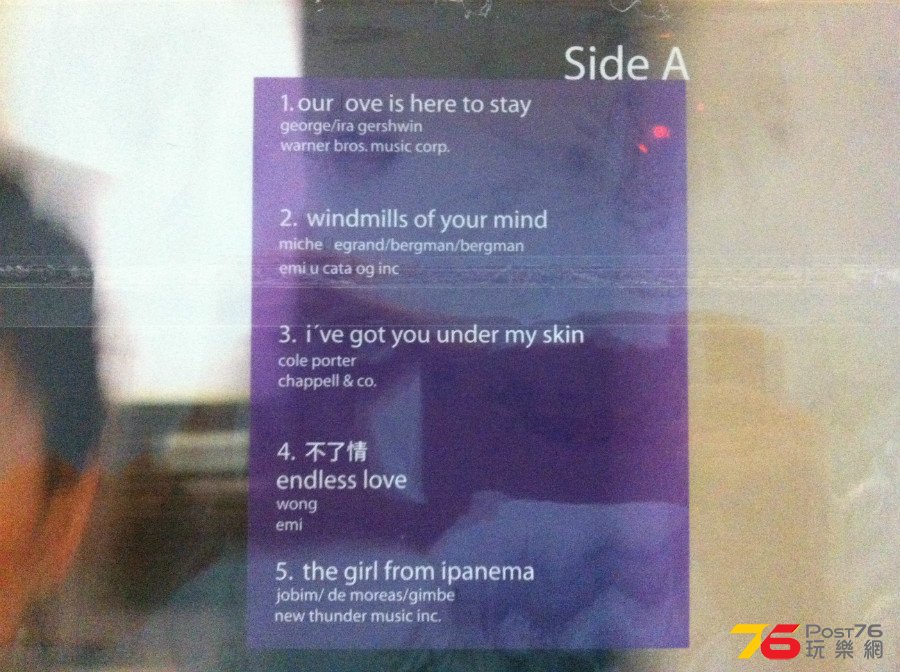 Side A
1. our ove is here to stay
george/ira gershwin
warner bros. music corp.
2. windmills of your mind
miche egrand/bergman/bergman
emi u cata og inc
3. i´ve got you under my skin
cole porter
chappell & co.
4. 不了情
endless love
wong
emi
5. the girl from ipanema
jobim/ de moreas/gimbe
new thunder music inc.
76 Post76
玩樂網